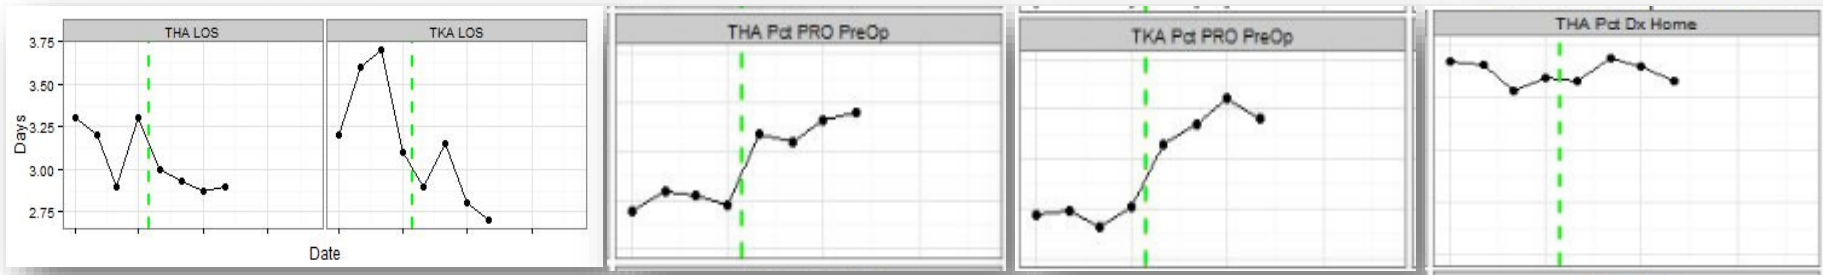 THA LOS
TKA LOS
THA Pct PRO PreOp
TKA Pct PRO PreOp
THA Pct Dx Home
3.75
3.50
3.25
3.00
2.75
Days
Date